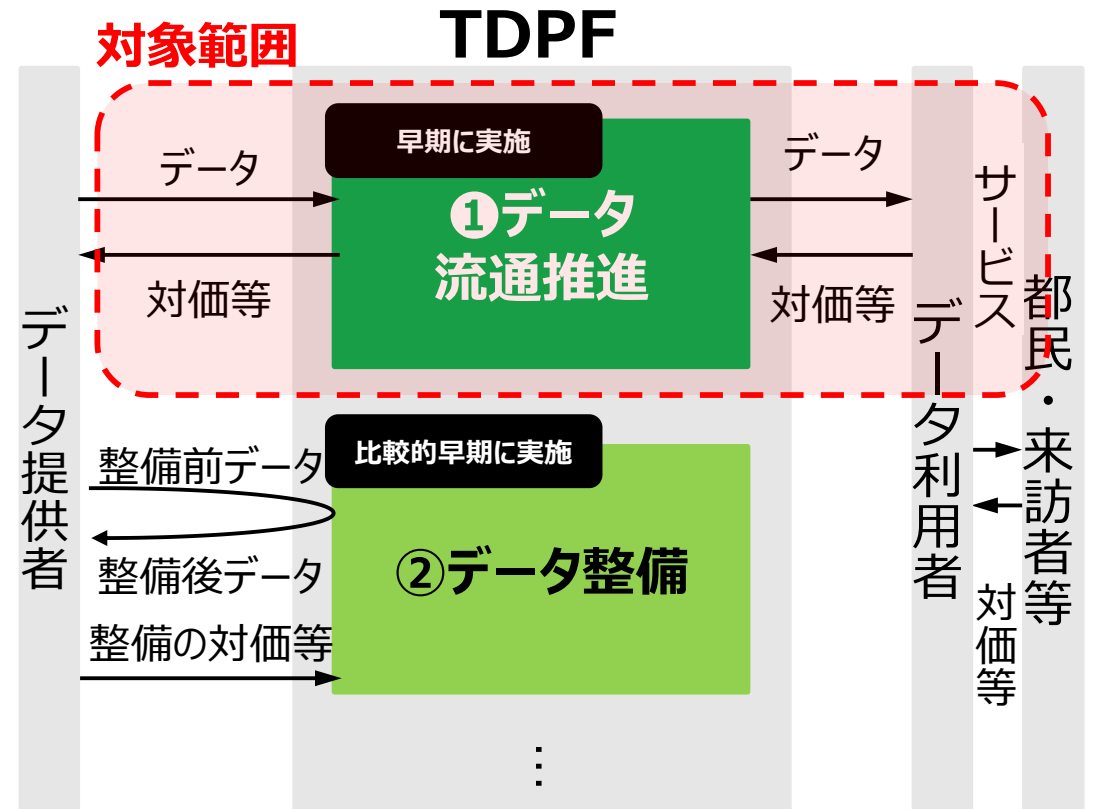 TDPF
対象範囲
早期に実施
データ
❶データ
流通推進
データ
対価等
対価等
サービス
データ提供者
データ利用者
都民・来訪者等
比較的早期に実施
整備前データ
整備後データ
整備の対価等
②データ整備
対価等
⋮